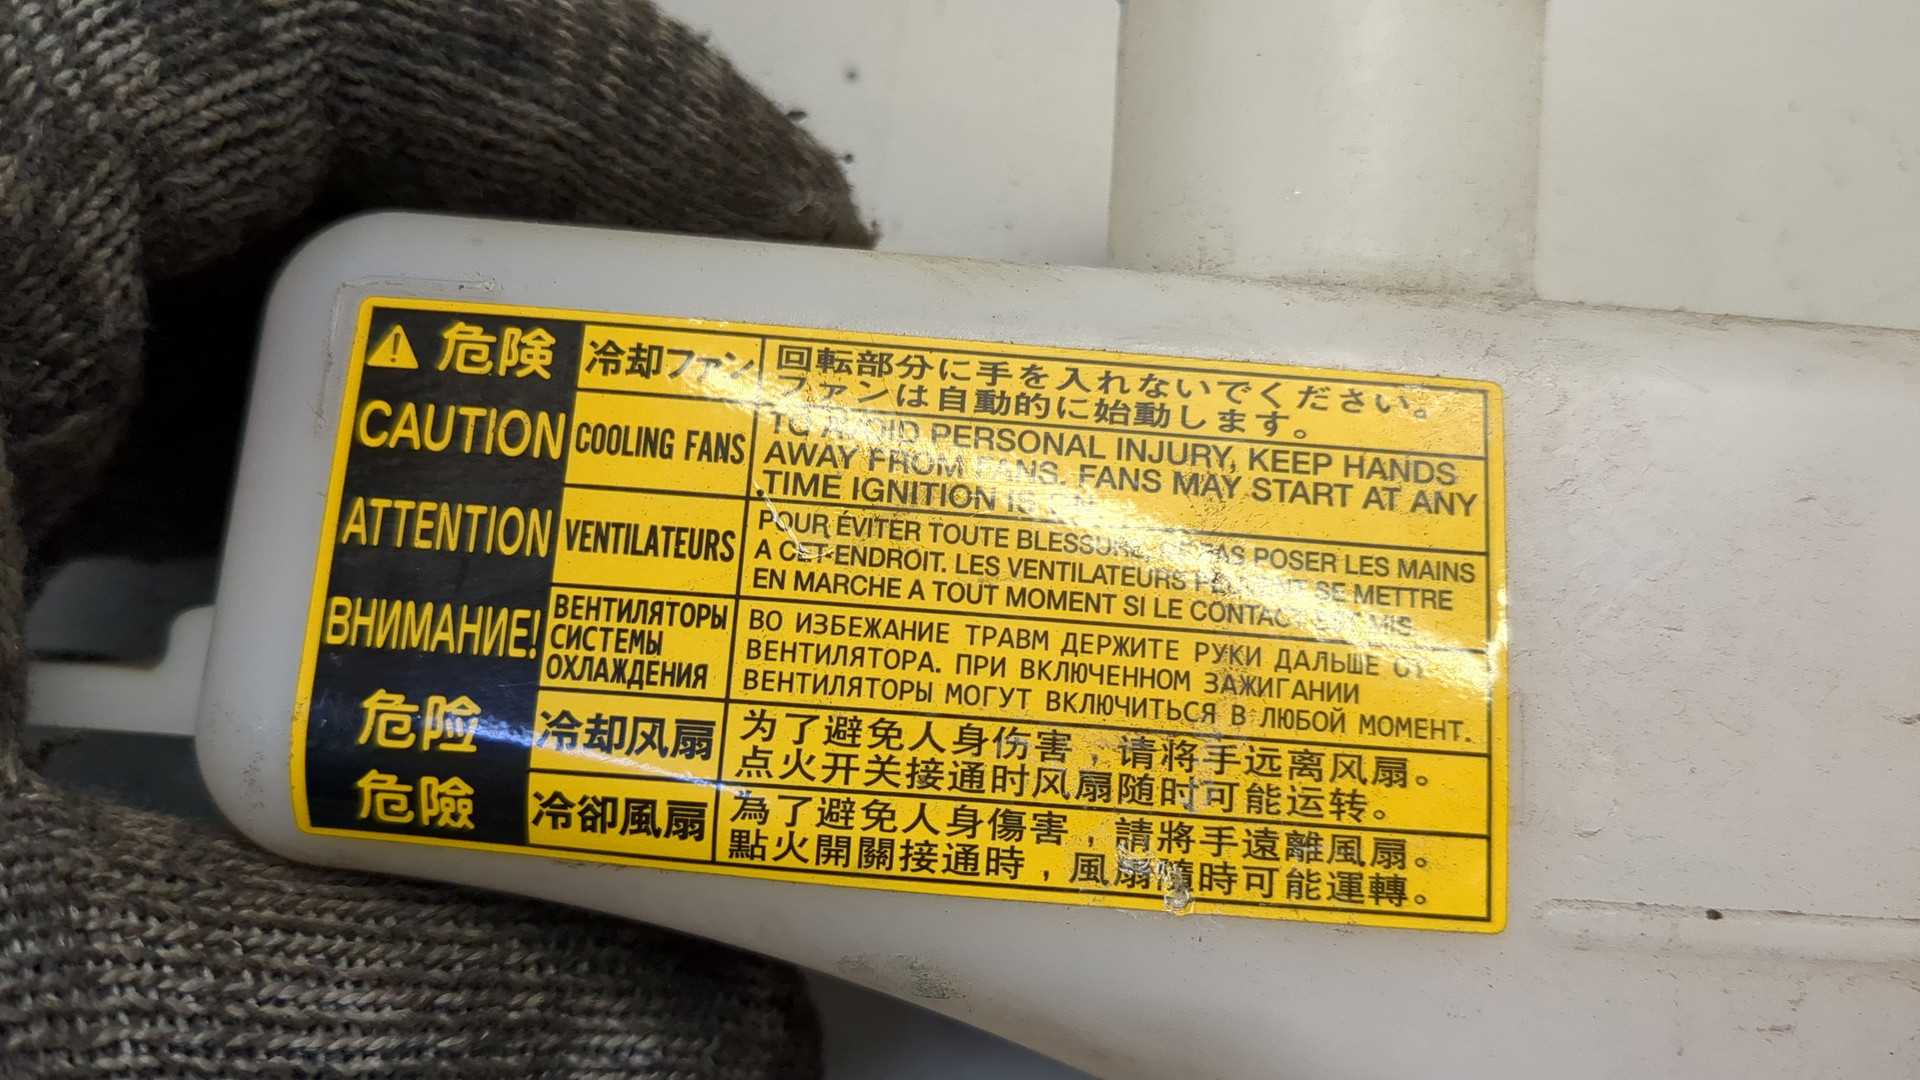 危険
冷却ファン
回転部分に手を入れないでください。
ファンは自動的に始動します。
CAUTION
COOLING FANS
TO AVOID PERSONAL INJURY, KEEP HANDS
AWAY FROM FANS. FANS MAY START AT ANY
TIME IGNITION IS ON.
ATTENTION
VENTILATEURS
POUR ÉVITER TOUTE BLESSURE, NE PAS POSER LES MAINS
A CET ENDROIT. LES VENTILATEURS PEUVENT SE METTRE
EN MARCHE A TOUT MOMENT SI LE CONTACT EST MIS.
ВНИМАНИЕ!
ВЕНТИЛЯТОРЫ
СИСТЕМЫ
ОХЛАЖДЕНИЯ
ВО ИЗБЕЖАНИЕ ТРАВМ ДЕРЖИТЕ РУКИ ДАЛЬШЕ ОТ
ВЕНТИЛЯТОРА. ПРИ ВКЛЮЧЕННОМ ЗАЖИГАНИИ
ВЕНТИЛЯТОРЫ МОГУТ ВКЛЮЧИТЬСЯ В ЛЮБОЙ МОМЕНТ.
危险
冷却风扇
为了避免人身伤害，请将手远离风扇。
点火开关接通时风扇随时可能运转。
危險
冷卻風扇
為了避免人身傷害，請將手遠離風扇。
點火開關接通時，風扇隨時可能運轉。